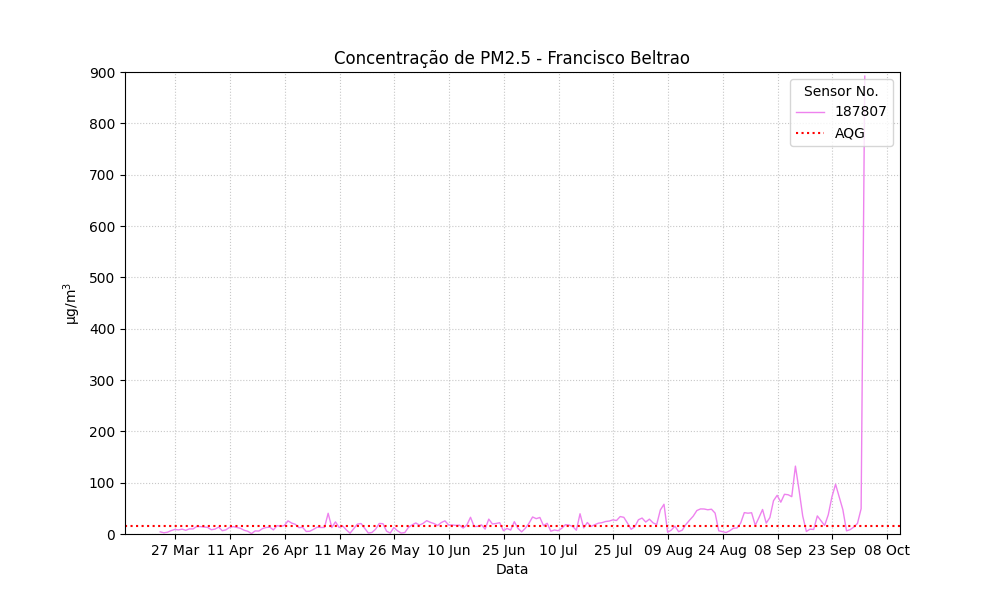 Concentração de PM2.5 - Francisco Beltrao
Sensor No.
187807
AQG
900
800
700
600
500
400
300
200
100
0
µg/m³
27 Mar 11 Apr 26 Apr 11 May 26 May 10 Jun 25 Jun 10 Jul 25 Jul 09 Aug 24 Aug 08 Sep 23 Sep 08 Oct
Data